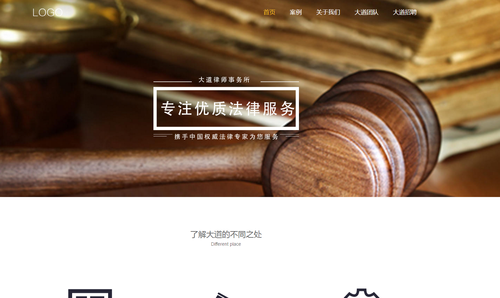 LOGO
首页 案例 关于我们 大道团队 大道招聘
大道律师事务所
专注优质法律服务
携手中国权威法律专家为您服务
了解大道的不同之处
Different place